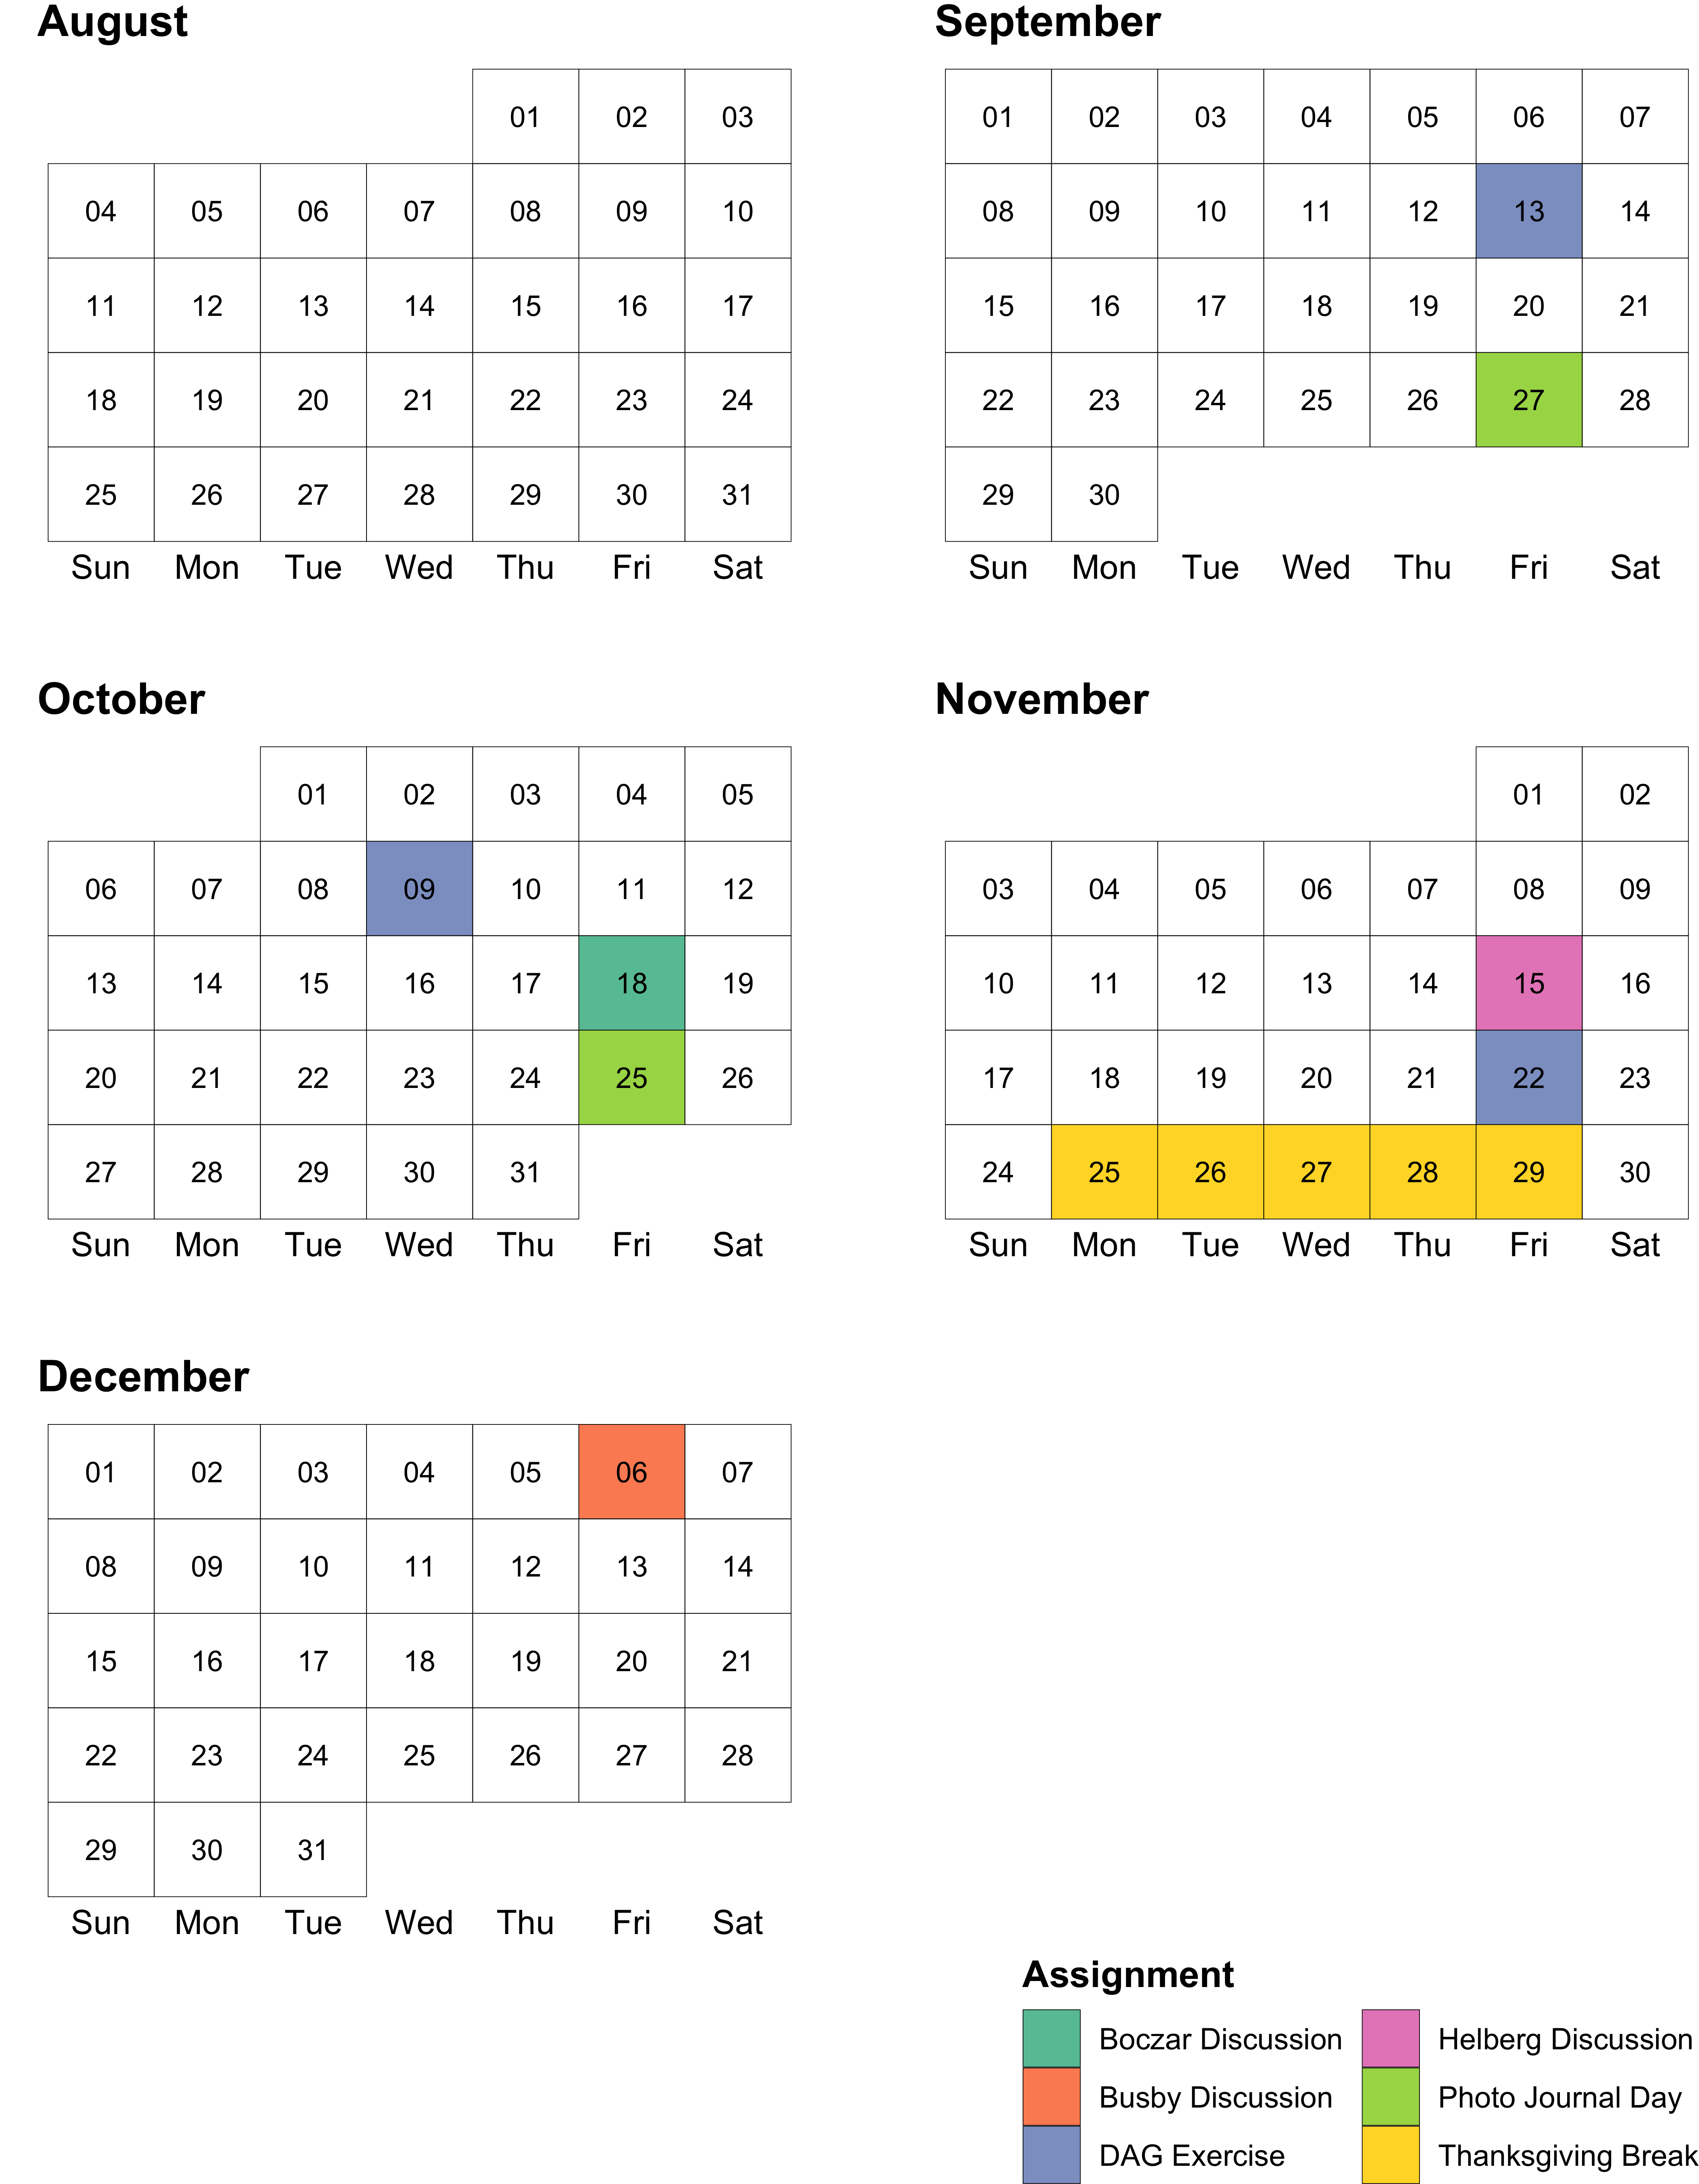 August
01 02 03
04 05 06 07 08 09 10
11 12 13 14 15 16 17
18 19 20 21 22 23 24
25 26 27 28 29 30 31
Sun Mon Tue Wed Thu Fri Sat
September
01 02 03 04 05 06 07
08 09 10 11 12 13 14
15 16 17 18 19 20 21
22 23 24 25 26 27 28
29 30
Sun Mon Tue Wed Thu Fri Sat
October
01 02 03 04 05
06 07 08 09 10 11 12
13 14 15 16 17 18 19
20 21 22 23 24 25 26
27 28 29 30 31
Sun Mon Tue Wed Thu Fri Sat
November
01 02
03 04 05 06 07 08 09
10 11 12 13 14 15 16
17 18 19 20 21 22 23
24 25 26 27 28 29 30
Sun Mon Tue Wed Thu Fri Sat
December
01 02 03 04 05 06 07
08 09 10 11 12 13 14
15 16 17 18 19 20 21
22 23 24 25 26 27 28
29 30 31
Sun Mon Tue Wed Thu Fri Sat
Assignment
Boczar Discussion
Busby Discussion
DAG Exercise
Helberg Discussion
Photo Journal Day
Thanksgiving Break